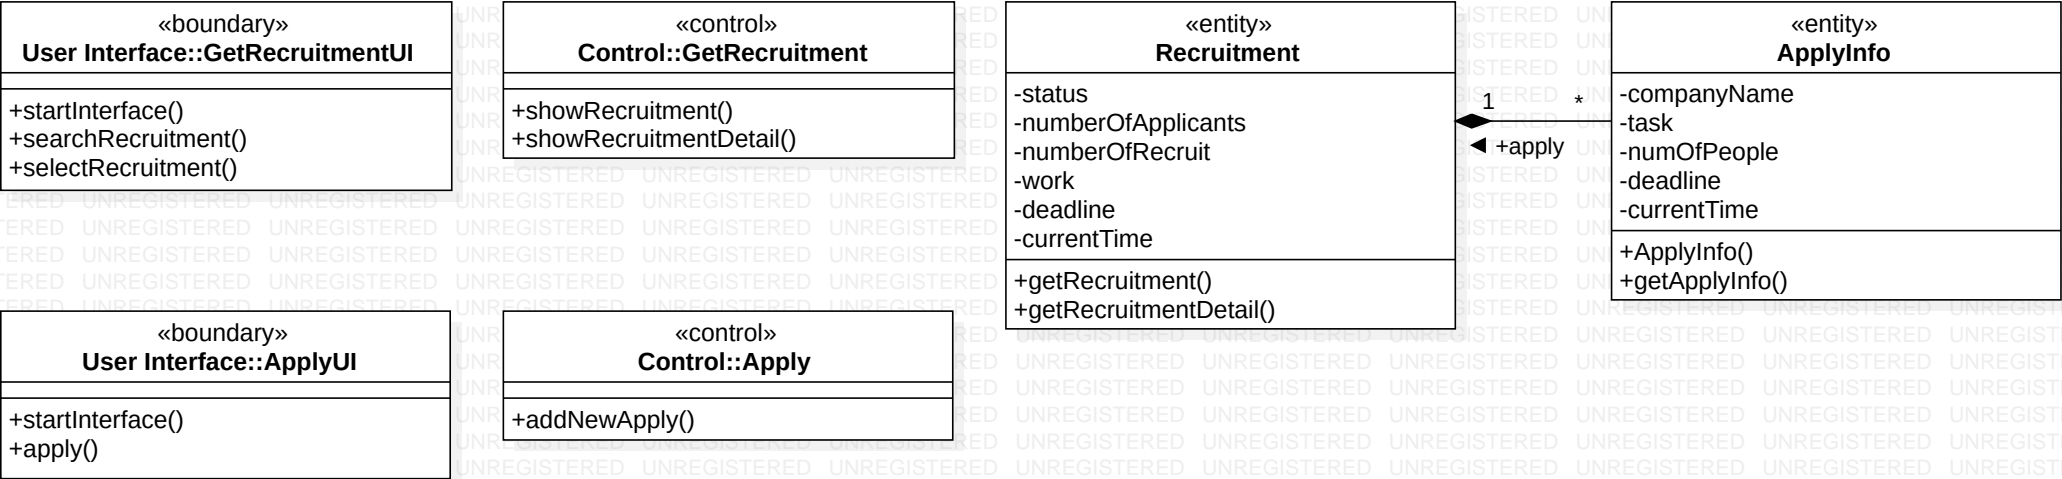 «boundary»
User Interface::GetRecruitmentUI
+startInterface()
+searchRecruitment()
+selectRecruitment()
«control»
Control::GetRecruitment
+showRecruitment()
+showRecruitmentDetail()
«entity»
Recruitment
-status
-numberOfApplicants
-numberOfRecruit
-work
-deadline
-currentTime
+getRecruitment()
+getRecruitmentDetail()
1
*
+apply
«entity»
ApplyInfo
-companyName
-task
-numOfPeople
-deadline
-currentTime
+ApplyInfo()
+getApplyInfo()
«boundary»
User Interface::ApplyUI
+startInterface()
+apply()
«control»
Control::Apply
+addNewApply()
UNREGISTERED